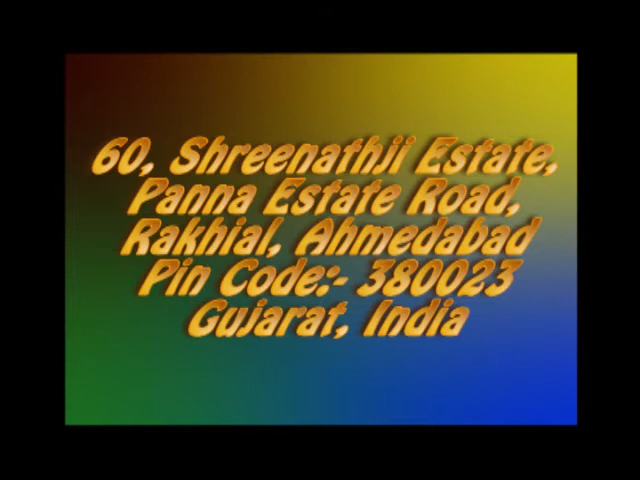 60, Shreenathji Estate,
Panna Estate Road,
Rakhial, Ahmedabad
Pin Code:- 380023
Gujarat, India